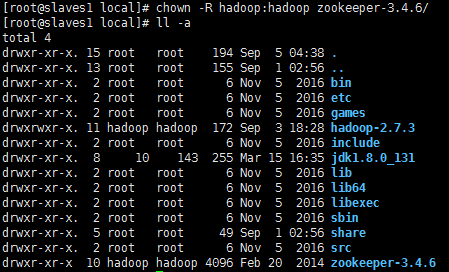 [root@slaves1 local]# chown -R hadoop:hadoop zookeeper-3.4.6/
[root@slaves1 local]# ll -a
total 4
drwxr-xr-x. 15 root   root    194 Sep  5 04:38 .
drwxr-xr-x. 13 root   root    155 Sep  1 02:56 ..
drwxr-xr-x.  2 root   root      6 Nov  5  2016 bin
drwxr-xr-x.  2 root   root      6 Nov  5  2016 etc
drwxr-xr-x.  2 root   root      6 Nov  5  2016 games
drwxrwxr-x. 11 hadoop hadoop  172 Sep  3 18:28 hadoop-2.7.3
drwxr-xr-x.  2 root   root      6 Nov  5  2016 include
drwxr-xr-x.  8     10    143  255 Mar 15 16:35 jdk1.8.0_131
drwxr-xr-x.  2 root   root      6 Nov  5  2016 lib
drwxr-xr-x.  2 root   root      6 Nov  5  2016 lib64
drwxr-xr-x.  2 root   root      6 Nov  5  2016 libexec
drwxr-xr-x.  2 root   root      6 Nov  5  2016 sbin
drwxr-xr-x.  5 root   root     49 Sep  1 02:56 share
drwxr-xr-x.  2 root   root      6 Nov  5  2016 src
drwxr-xr-x  10 hadoop hadoop 4096 Feb 20  2014 zookeeper-3.4.6